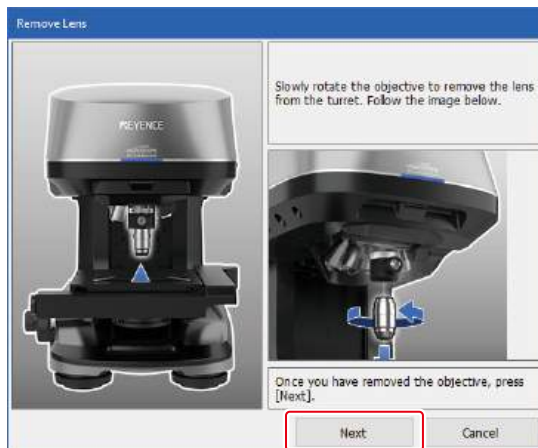 Remove Lens
KEYENCE
Slowly rotate the objective to remove the lens
from the turret. Follow the image below.
Once you have removed the objective, press
[Next].
Next
Cancel